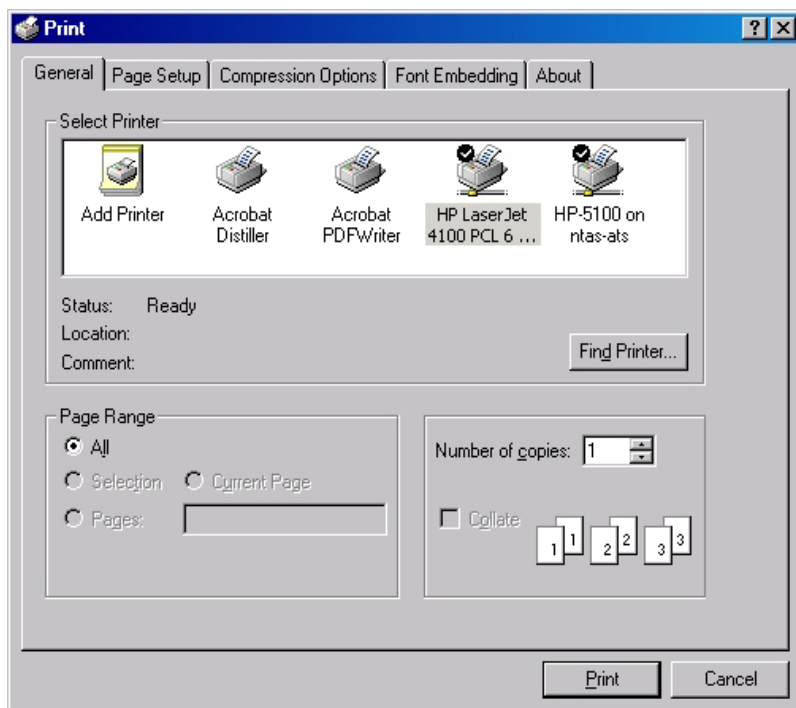 Print
General Page Setup Compression Options Font Embedding About
Select Printer
Add Printer
Acrobat Distiller
Acrobat PDFWriter
HP LaserJet 4100 PCL 6 ...
HP-5100 on ntas-ats
Status: Ready
Location:
Comment:
Find Printer...
Page Range
All
Selection Current Page
Pages:
Number of copies: 1
Collate
1 1 2 2 3 3
Print Cancel